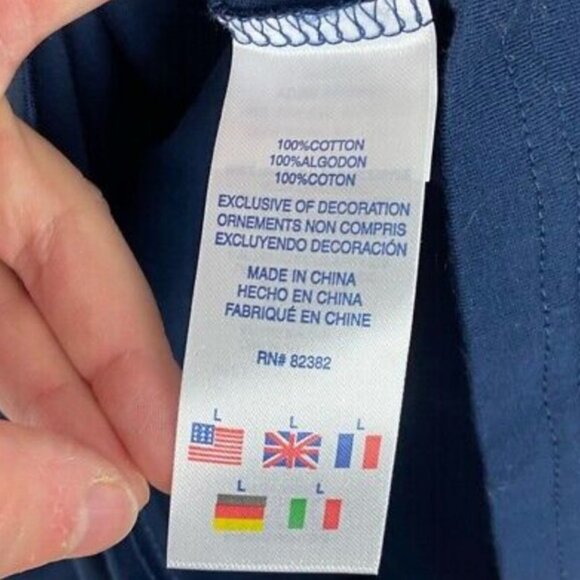 100%COTTON
100%ALGODON
100%COTON
EXCLUSIVE OF DECORATION
ORNEMENTS NON COMPRIS
EXCLUYENDO DECORACIÓN
MADE IN CHINA
HECHO EN CHINA
FABRIQUÉ EN CHINE
RN# 82382
L L L
L L